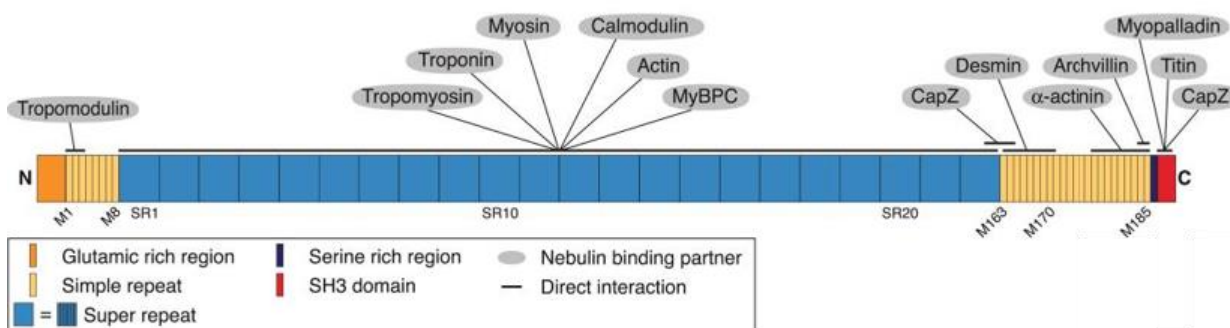 Myosin Calmodulin Myopalladin
Troponin Actin Desmin Archvillin Titin
Tropomodulin Tropomyosin MyBPC CapZ α-actinin CapZ
N C
M1 M8 SR1 SR10 SR20 M163 M170 M185
Glutamic rich region Serine rich region Nebulin binding partner
Simple repeat SH3 domain Direct interaction
= Super repeat